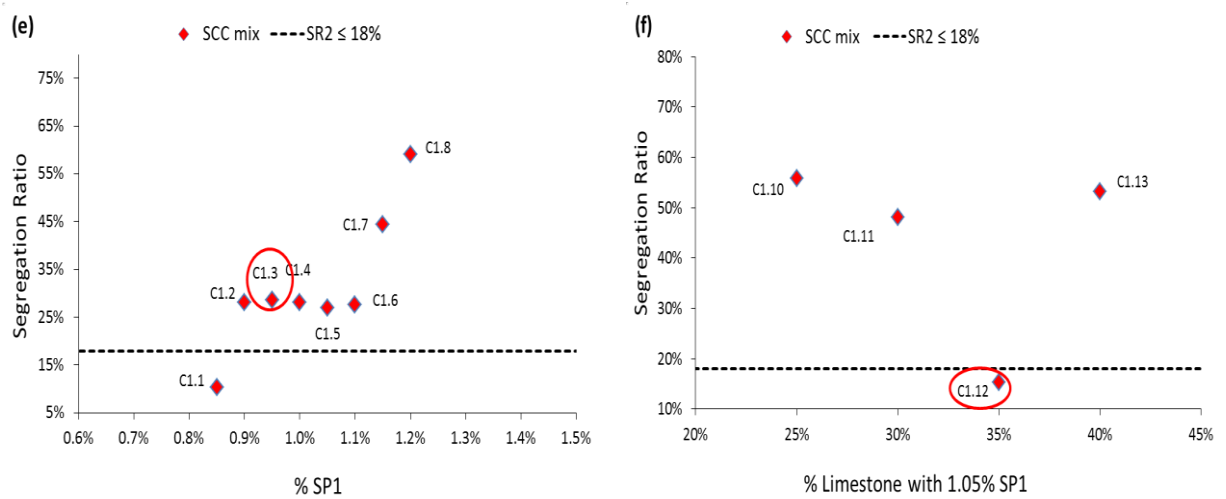 (e)
SCC mix
SR2 ≤ 18%
75%
65%
55%
45%
35%
25%
15%
5%
Segregation Ratio
C1.8
C1.7
C1.3
C1.4
C1.2
C1.6
C1.5
C1.1
0.6% 0.7% 0.8% 0.9% 1.0% 1.1% 1.2% 1.3% 1.4% 1.5%
% SP1
(f)
SCC mix
SR2 ≤ 18%
80%
70%
60%
50%
40%
30%
20%
10%
Segregation Ratio
C1.10
C1.13
C1.11
C1.12
20% 25% 30% 35% 40% 45%
% Limestone with 1.05% SP1